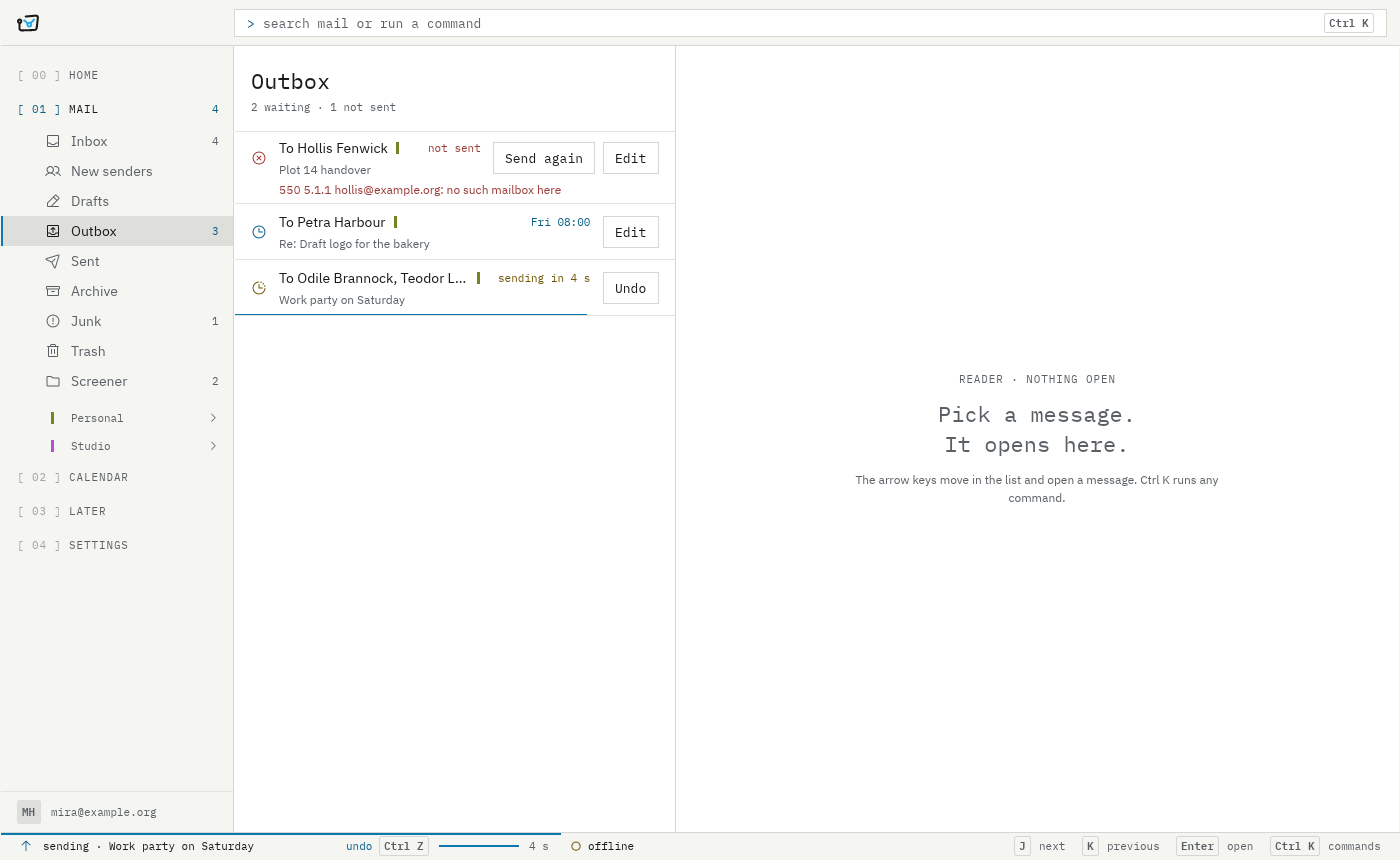 > search mail or run a command Ctrl K
[ 00 ] HOME
[ 01 ] MAIL 4
Inbox 4
New senders
Drafts
Outbox 3
Sent
Archive
Junk 1
Trash
Screener 2
Personal
Studio
[ 02 ] CALENDAR
[ 03 ] LATER
[ 04 ] SETTINGS
MH mira@example.org
Outbox
2 waiting · 1 not sent
To Hollis Fenwick not sent Send again Edit
Plot 14 handover
550 5.1.1 hollis@example.org: no such mailbox here
To Petra Harbour Fri 08:00 Edit
Re: Draft logo for the bakery
To Odile Brannock, Teodor L... sending in 4 s Undo
Work party on Saturday
READER · NOTHING OPEN
Pick a message.
It opens here.
The arrow keys move in the list and open a message. Ctrl K runs any
command.
sending · Work party on Saturday undo Ctrl Z 4 s offline J next K previous Enter open Ctrl K commands